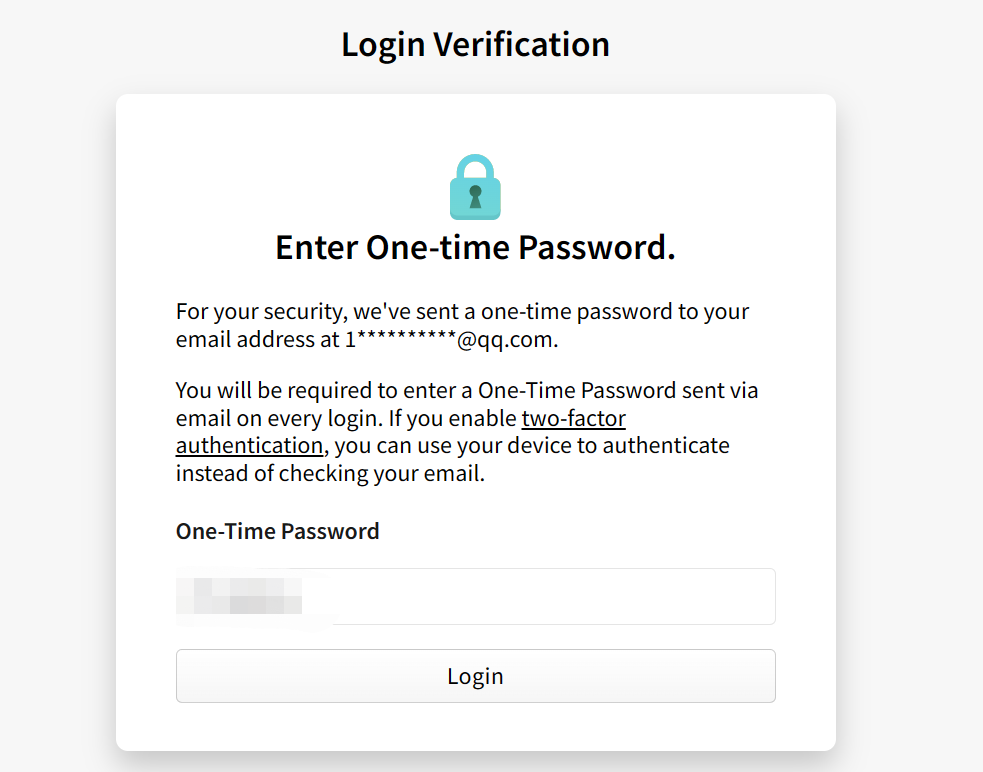 Login Verification
Enter One-time Password.
For your security, we've sent a one-time password to your
email address at 1**********@qq.com.
You will be required to enter a One-Time Password sent via
email on every login. If you enable two-factor
authentication, you can use your device to authenticate
instead of checking your email.
One-Time Password
Login